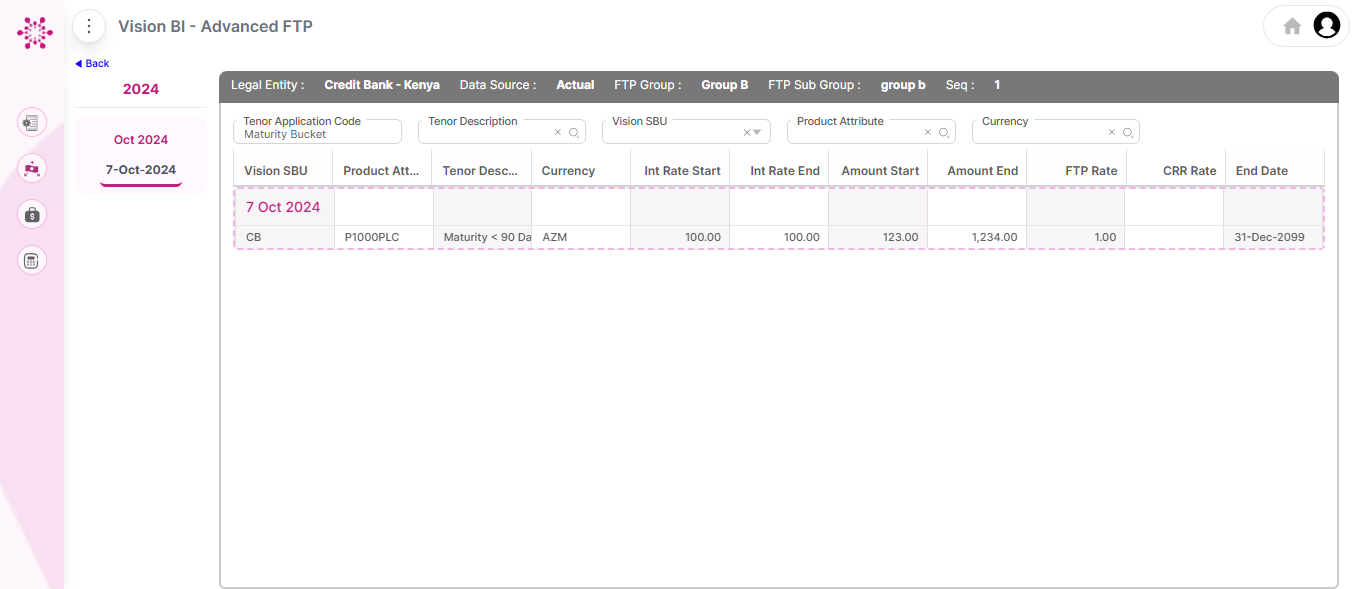 Vision BI - Advanced FTP
Back
2024
Oct 2024
7-Oct-2024
Legal Entity : Credit Bank - Kenya Data Source : Actual FTP Group : Group B FTP Sub Group : group b Seq : 1
Tenor Application Code Tenor Description Vision SBU Product Attribute Currency
Maturity Bucket
Vision SBU Product Att... Tenor Desc... Currency Int Rate Start Int Rate End Amount Start Amount End FTP Rate CRR Rate End Date
7 Oct 2024
CB P1000PLC Maturity < 90 Da AZM 100.00 100.00 123.00 1,234.00 1.00 31-Dec-2099